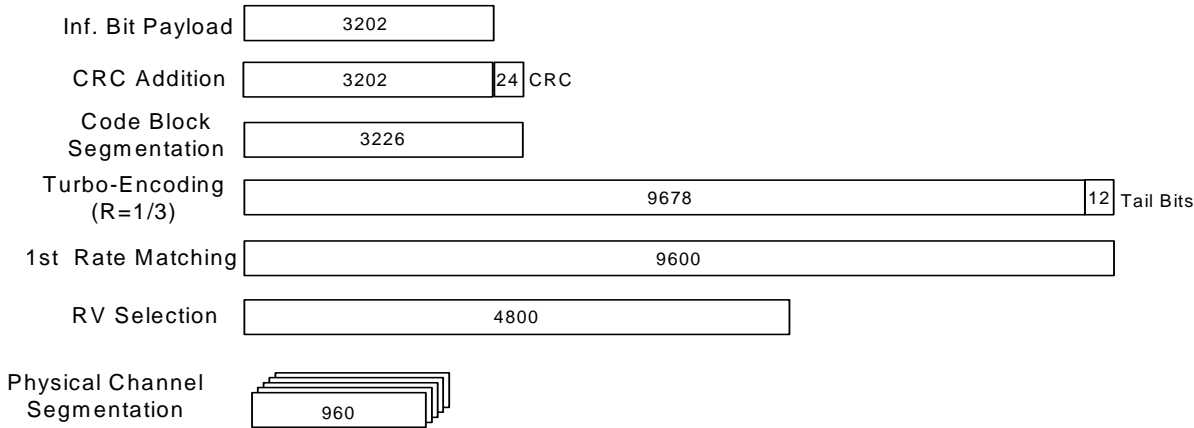 Inf. Bit Payload 3202
CRC Addition 3202 24 CRC
Code Block
Segmentation 3226
Turbo-Encoding
(R=1/3) 9678 12 Tail Bits
1st Rate Matching 9600
RV Selection 4800
Physical Channel
Segmentation 960